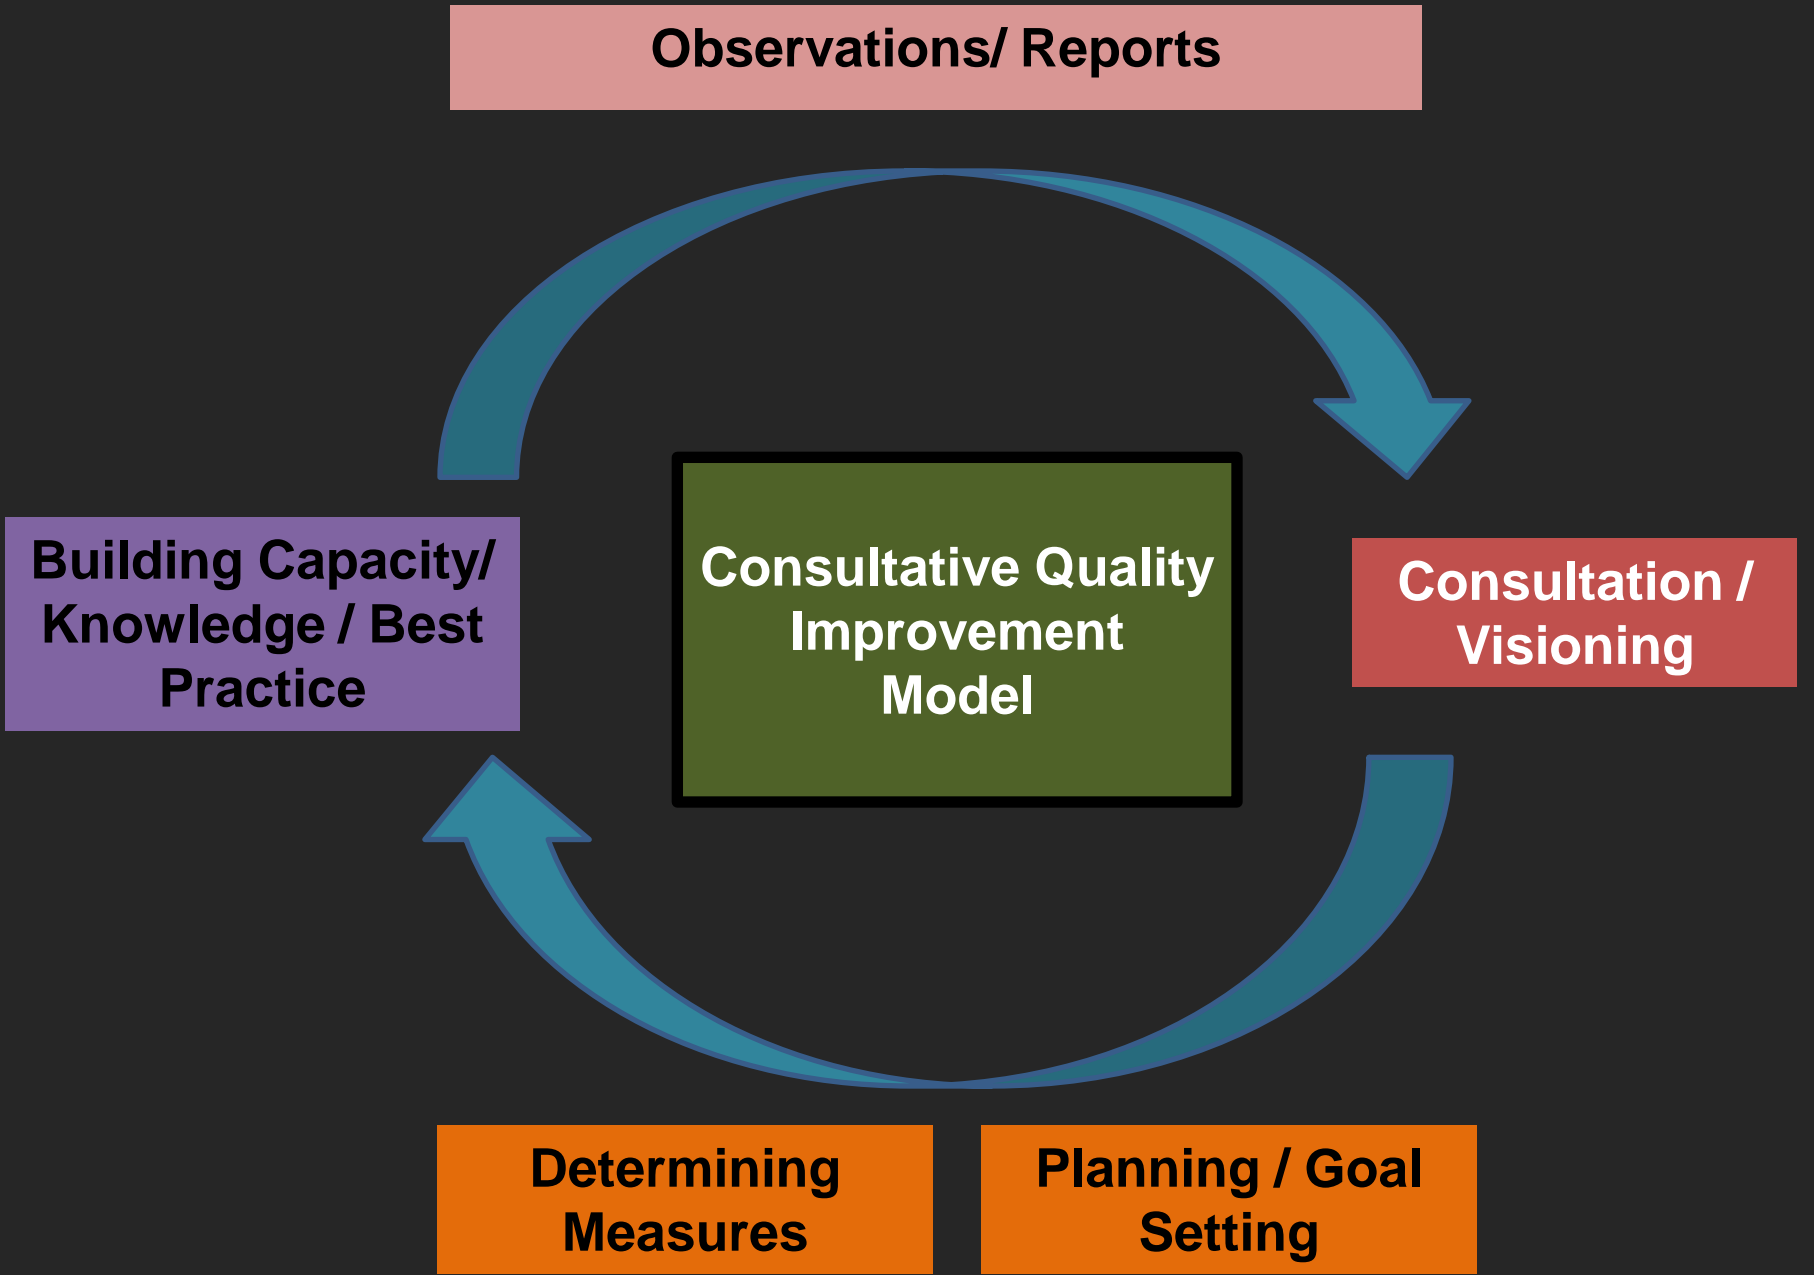 Observations/ Reports
Building Capacity/
Knowledge / Best
Practice
Consultative Quality
Improvement
Model
Consultation /
Visioning
Determining
Measures
Planning / Goal
Setting